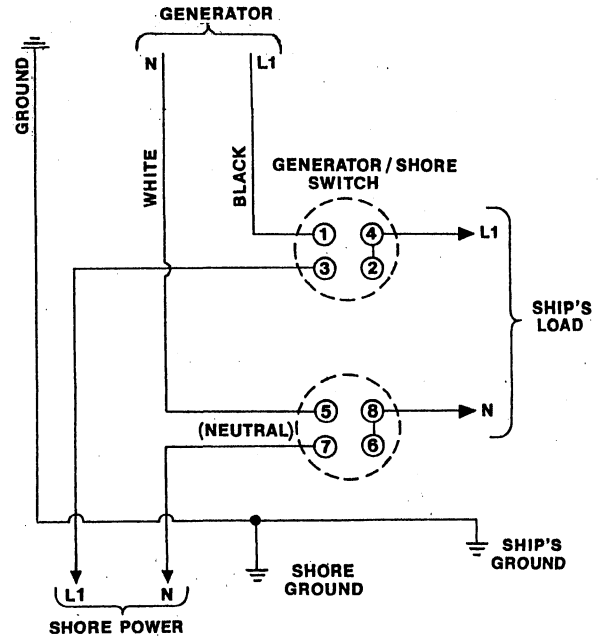 GENERATOR
N
L1
GROUND
WHITE
BLACK
GENERATOR / SHORE
SWITCH
1
4
L1
3
2
SHIP'S
LOAD
5
8
N
(NEUTRAL)
7
6
SHORE
GROUND
SHIP'S
GROUND
L1
N
SHORE POWER